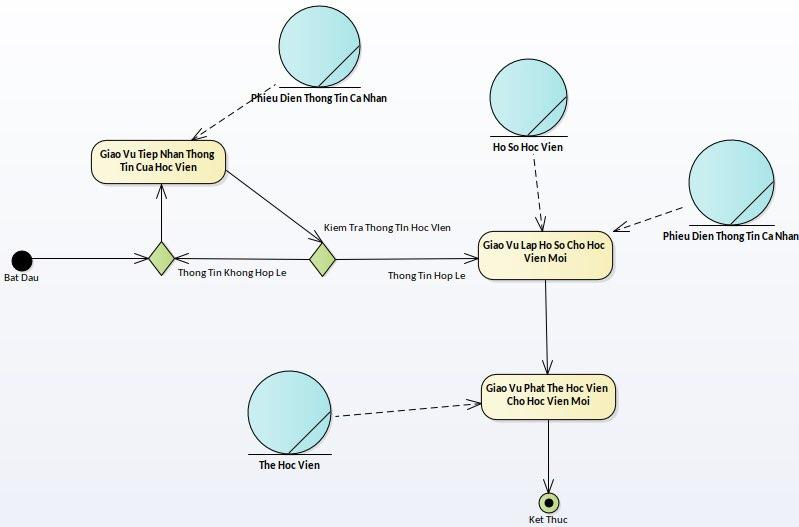 Phieu Dien Thong Tin Ca Nhan
Ho So Hoc Vien
Giao Vu Tiep Nhan Thong
Tin Cua Hoc Vien
Phieu Dien Thong Tin Ca Nhan
Kiem Tra Thong TIn Hoc VIen
Giao Vu Lap Ho So Cho Hoc
Vien Moi
Bat Dau
Thong Tin Khong Hop Le
Thong Tin Hop Le
Giao Vu Phat The Hoc Vien
Cho Hoc Vien Moi
The Hoc Vien
Ket Thuc